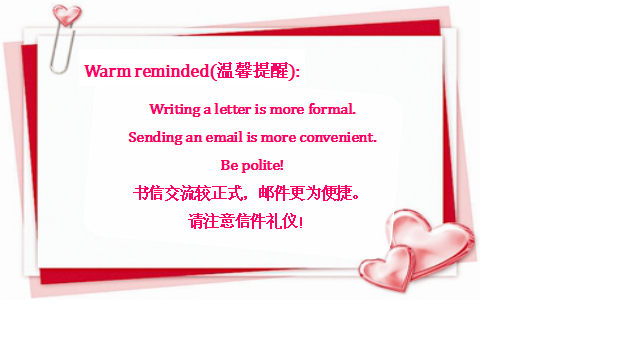 Warm reminded(温馨提醒):
Writing a letter is more formal.
Sending an email is more convenient.
Be polite!
书信交流较正式，邮件更为便捷。
请注意信件礼仪!